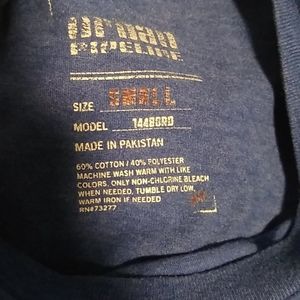 URBAN
PIPELINE
SIZE SMALL
MODEL 14480RD
MADE IN PAKISTAN
60% COTTON / 40% POLYESTER
MACHINE WASH WARM WITH LIKE
COLORS, ONLY NON-CHLORINE BLEACH
WHEN NEEDED, TUMBLE DRY LOW,
WARM IRON IF NEEDED
RN#73277